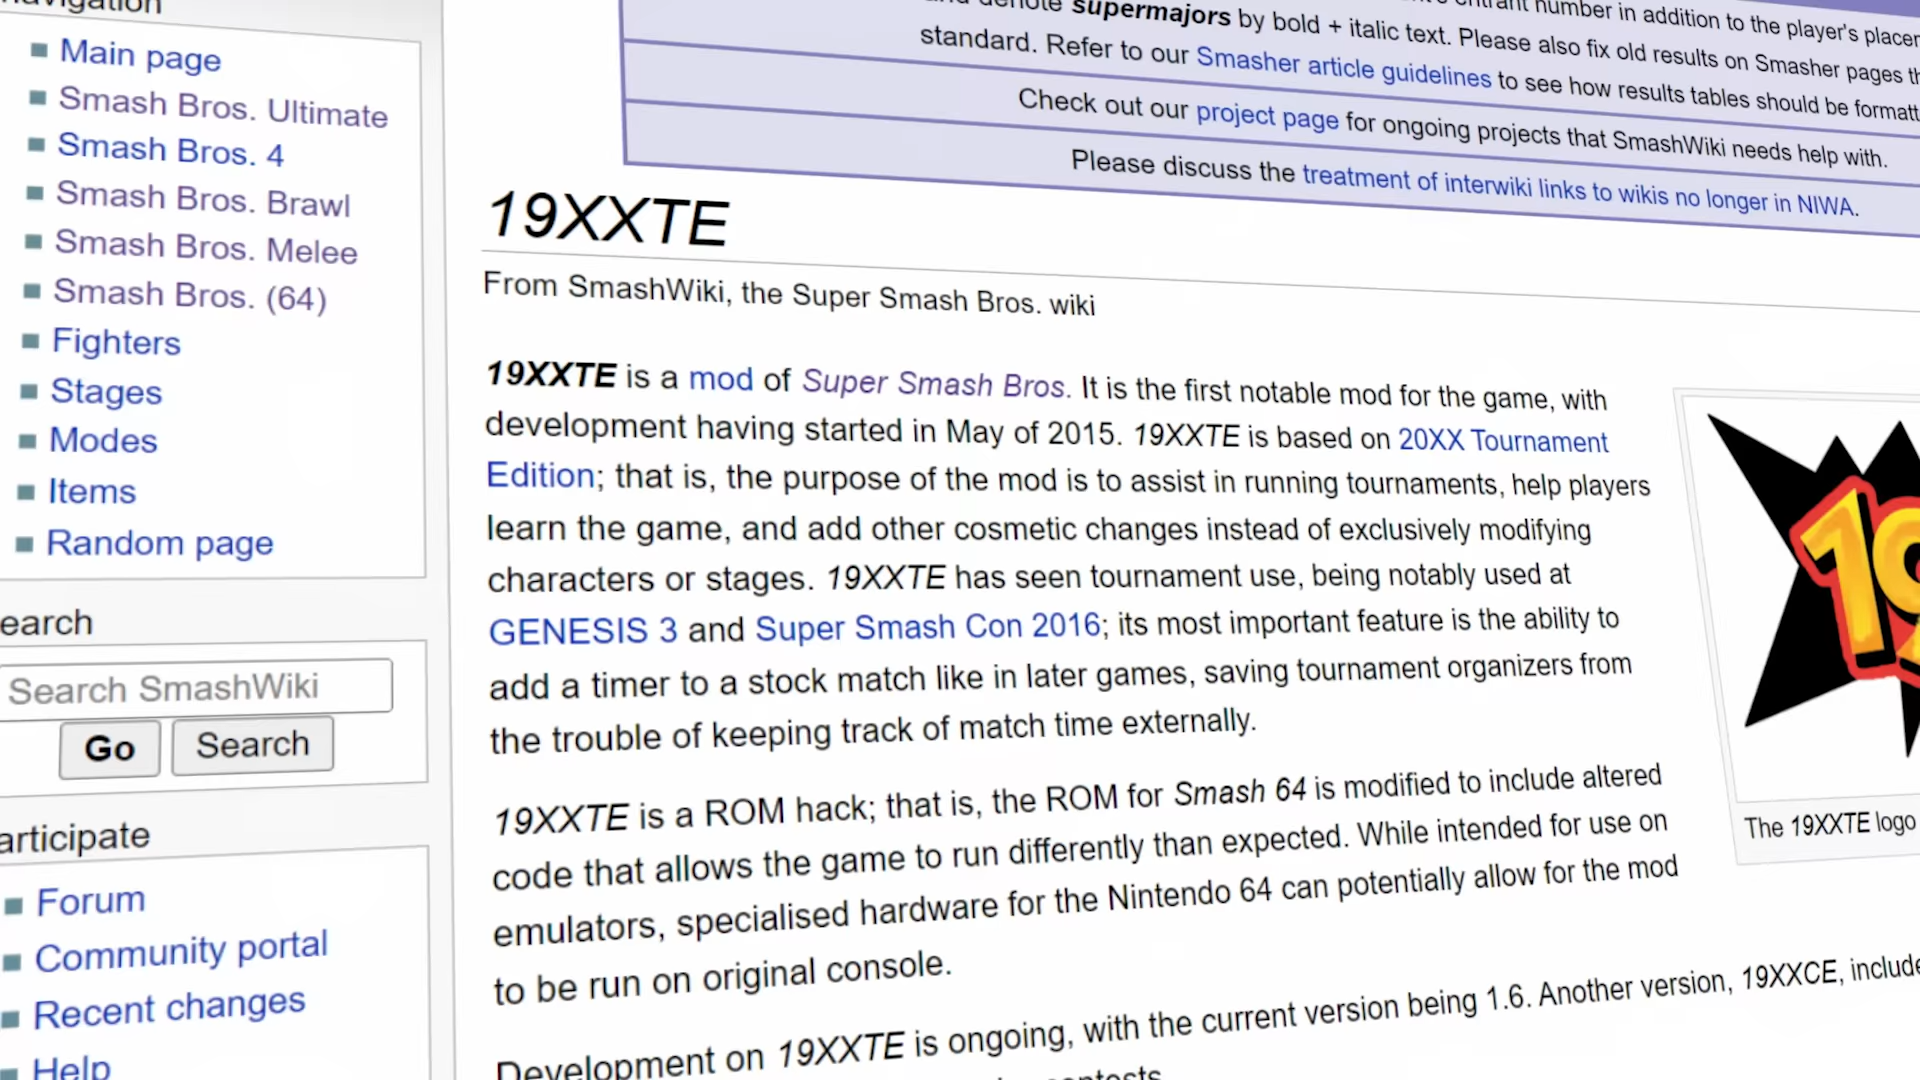 Main page
Smash Bros. Ultimate
Smash Bros. 4
Smash Bros. Brawl
Smash Bros. Melee
Smash Bros. (64)
Fighters
Stages
Modes
Items
Random page
earch
Search SmashWiki
Go Search
articipate
Forum
Community portal
Recent changes
Help
number in addition to the player's
denote supermajors by bold + italic text. Please also fix old results on Smasher pages
standard. Refer to our Smasher article guidelines to see how results tables should be formatt
Check out our project page for ongoing projects that SmashWiki needs help with.
Please discuss the treatment of interwiki links to wikis no longer in NIWA.
19XXTE
From SmashWiki, the Super Smash Bros. wiki
19XXTE is a mod of Super Smash Bros. It is the first notable mod for the game, with
development having started in May of 2015. 19XXTE is based on 20XX Tournament
Edition; that is, the purpose of the mod is to assist in running tournaments, help players
learn the game, and add other cosmetic changes instead of exclusively modifying
characters or stages. 19XXTE has seen tournament use, being notably used at
GENESIS 3 and Super Smash Con 2016; its most important feature is the ability to
add a timer to a stock match like in later games, saving tournament organizers from
the trouble of keeping track of match time externally.
19XXTE is a ROM hack; that is, the ROM for Smash 64 is modified to include altered
code that allows the game to run differently than expected. While intended for use on
emulators, specialised hardware for the Nintendo 64 can potentially allow for the mod
to be run on original console.
Development on 19XXTE is ongoing, with the current version being 1.6. Another version, 19XXCE, include
19
The 19XXTE logo